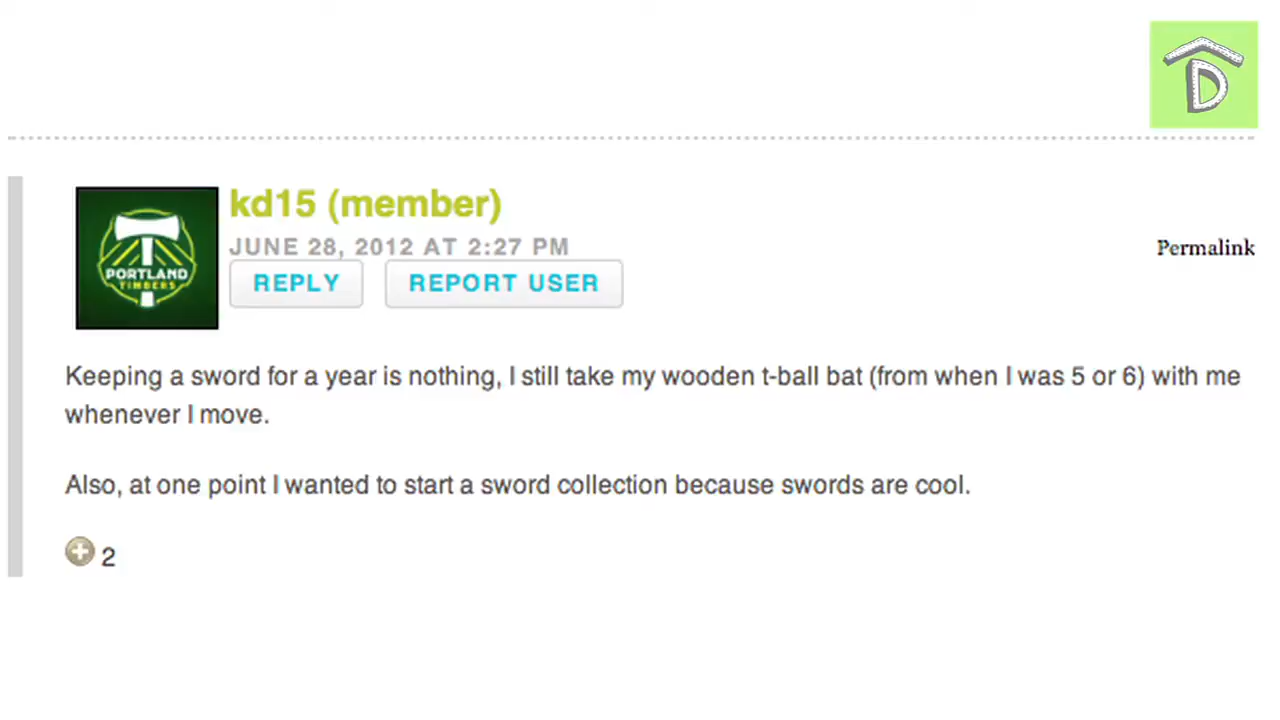 D
kd15 (member)
JUNE 28, 2012 AT 2:27 PM
Permalink
REPLY
REPORT USER
PORTLAND
TIMBERS
Keeping a sword for a year is nothing, I still take my wooden t-ball bat (from when I was 5 or 6) with me
whenever I move.
Also, at one point I wanted to start a sword collection because swords are cool.
2